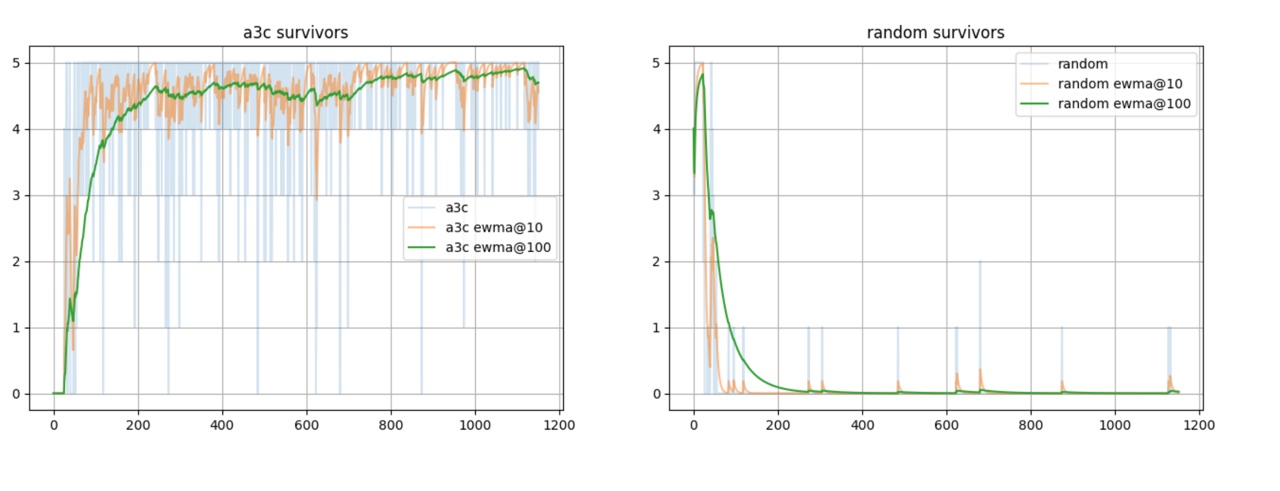 a3c survivors
5
4
3
2
1
0
0 200 400 600 800 1000 1200
a3c
a3c ewma@10
a3c ewma@100
random survivors
5
4
3
2
1
0
0 200 400 600 800 1000 1200
random
random ewma@10
random ewma@100